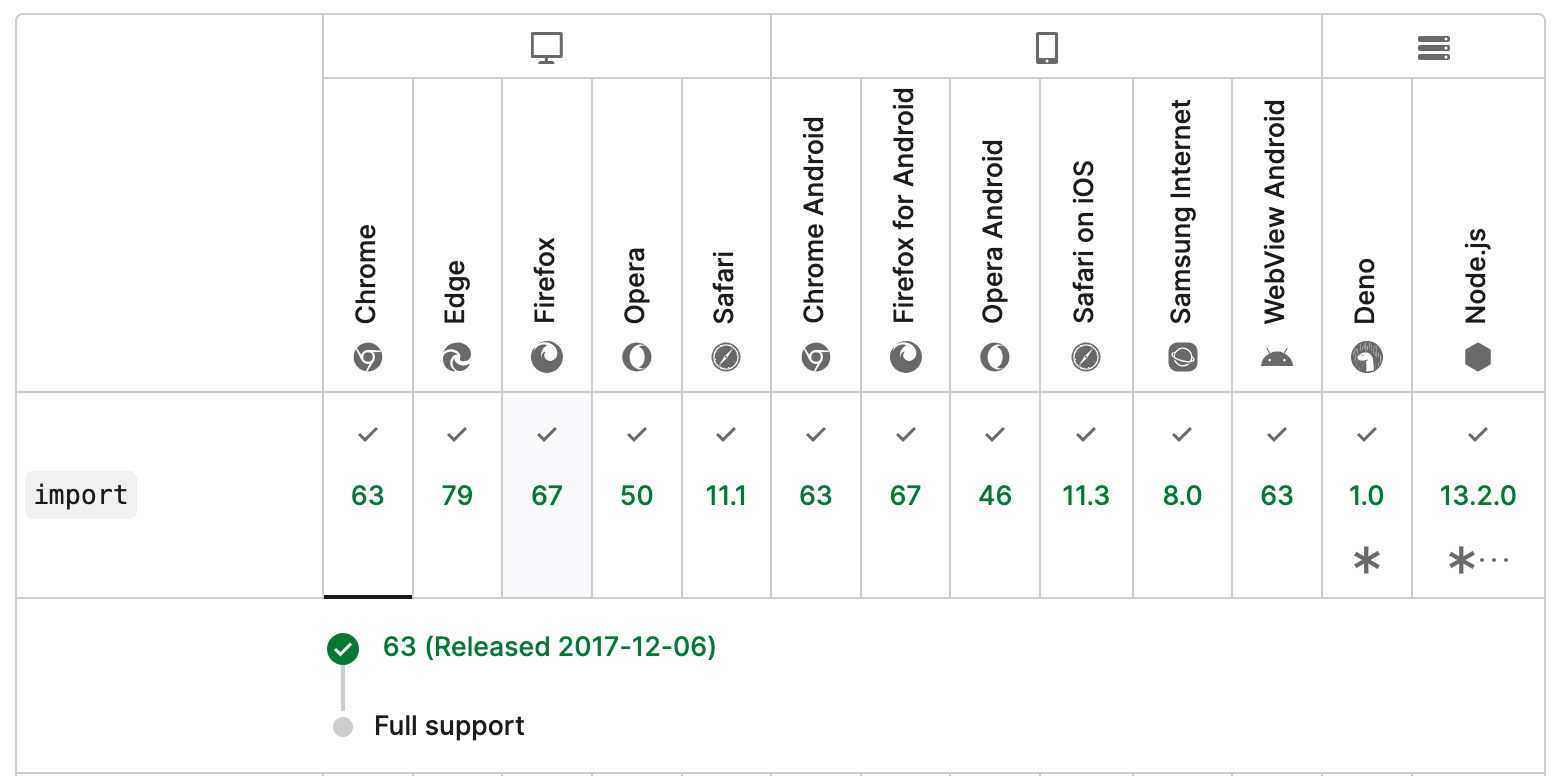 Chrome
Edge
Firefox
Opera
Safari
Chrome Android
Firefox for Android
Opera Android
Safari on iOS
Samsung Internet
WebView Android
Deno
Node.js
import
✓ ✓ ✓ ✓ ✓ ✓ ✓ ✓ ✓ ✓ ✓ ✓ ✓
63 79 67 50 11.1 63 67 46 11.3 8.0 63 1.0 13.2.0
* *···
63 (Released 2017-12-06)
Full support